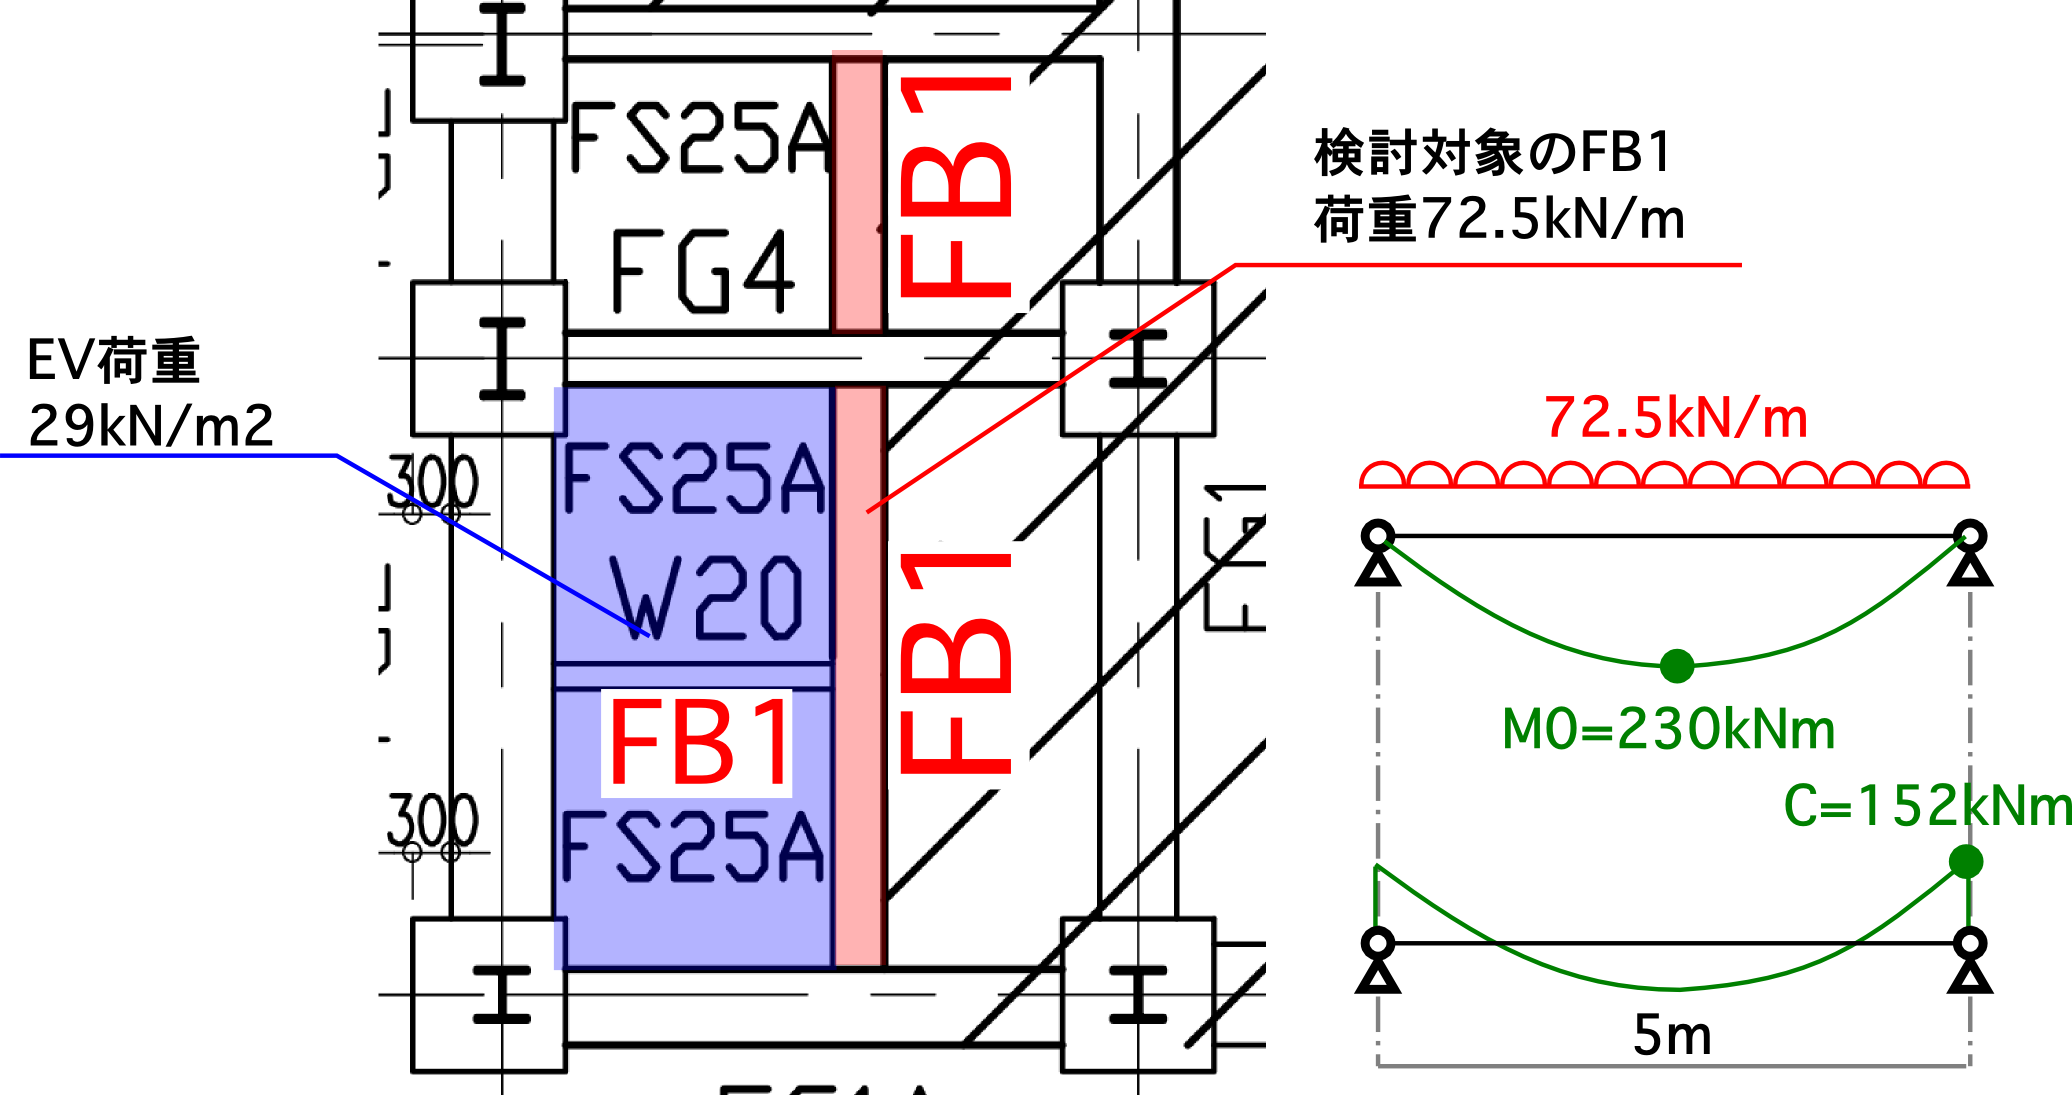 FS25A
FG4
FB1
検討対象のFB1
荷重72.5kN/m
EV荷重
29kN/m2
300
FS25A
W20
FB1
FB1
FS25A
300
FG1
72.5kN/m
M0=230kNm
C=152kNm
5m